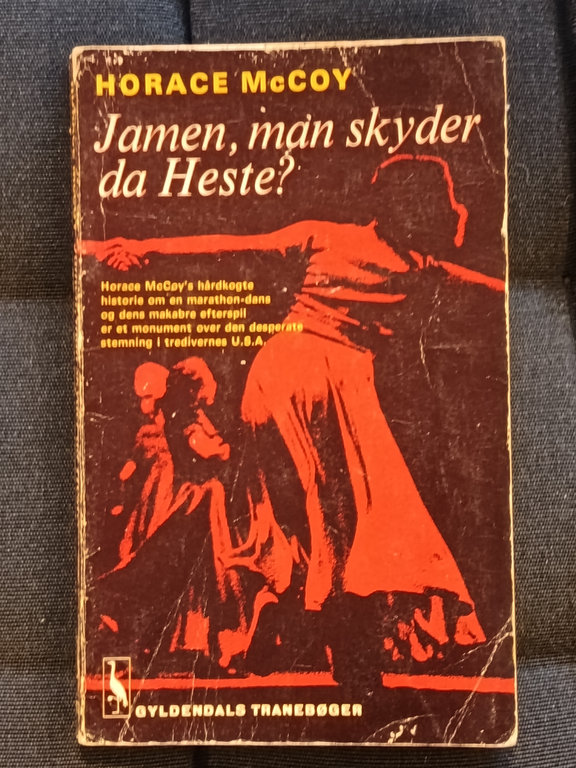 HORACE McCOY
Jamen, man skyder
da Heste?
Horace McCoy's hårdkogte
historie om en marathon-dans
og dens makabre efterspil
er et monument over den desperate
stemning i tredivernes U.S.A.
GYLDENDALS TRANEBØGER